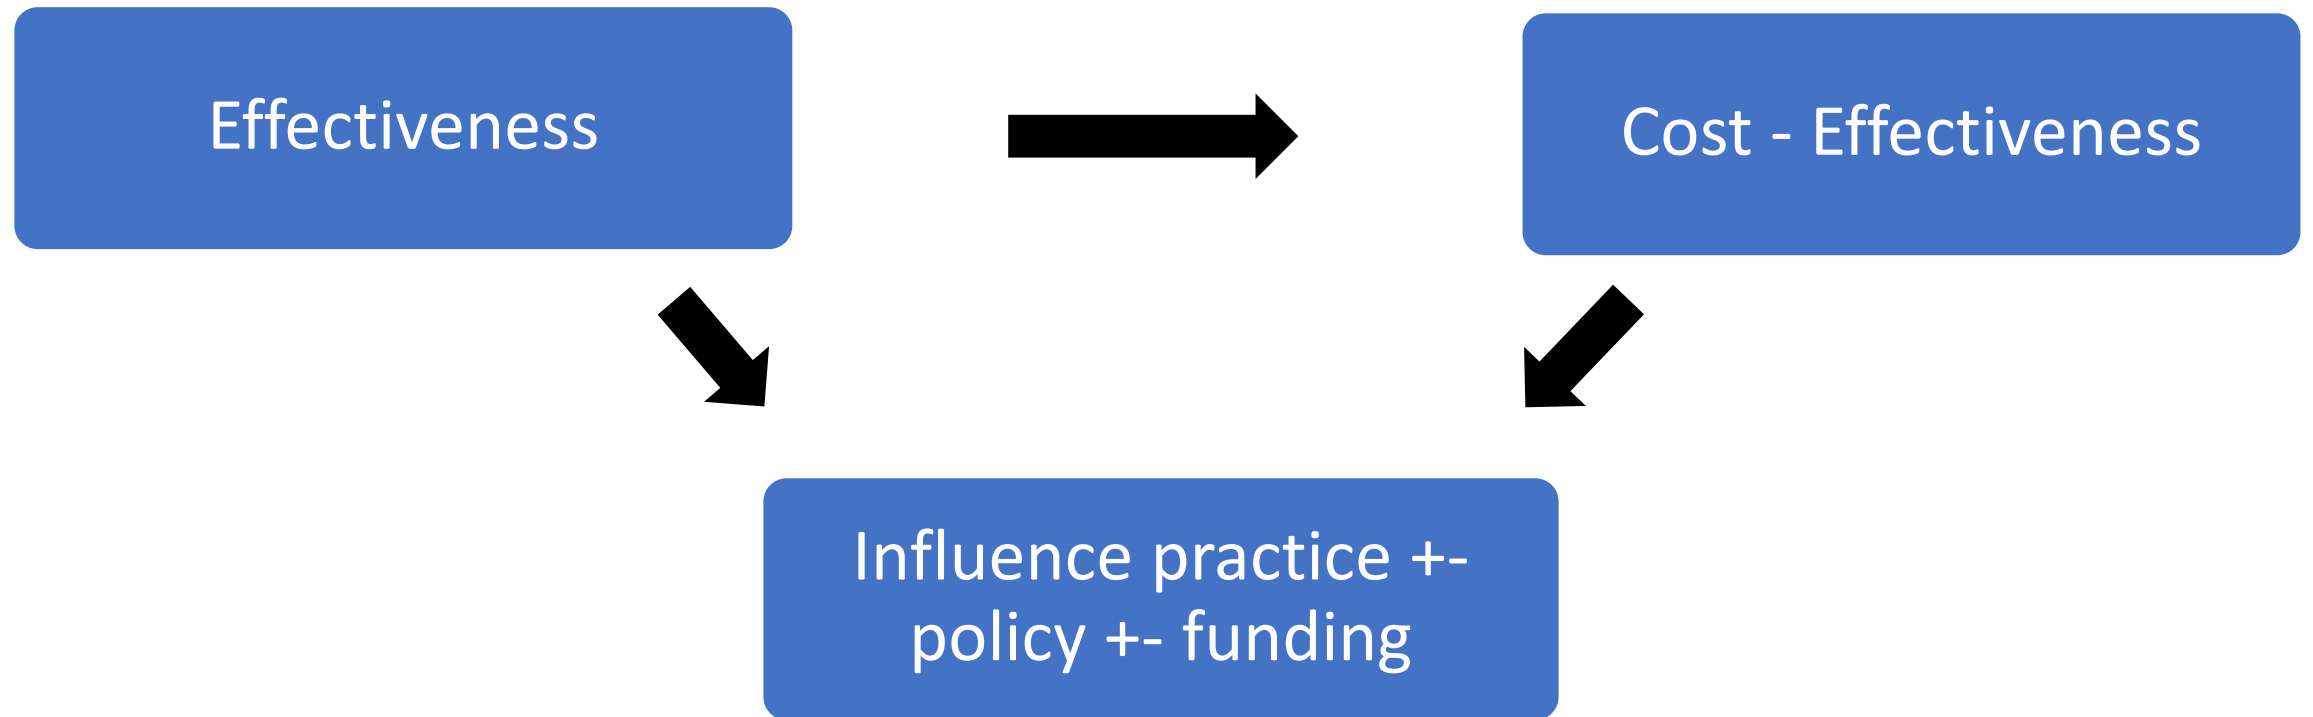 Effectiveness
Cost - Effectiveness
Influence practice +-
policy +- funding